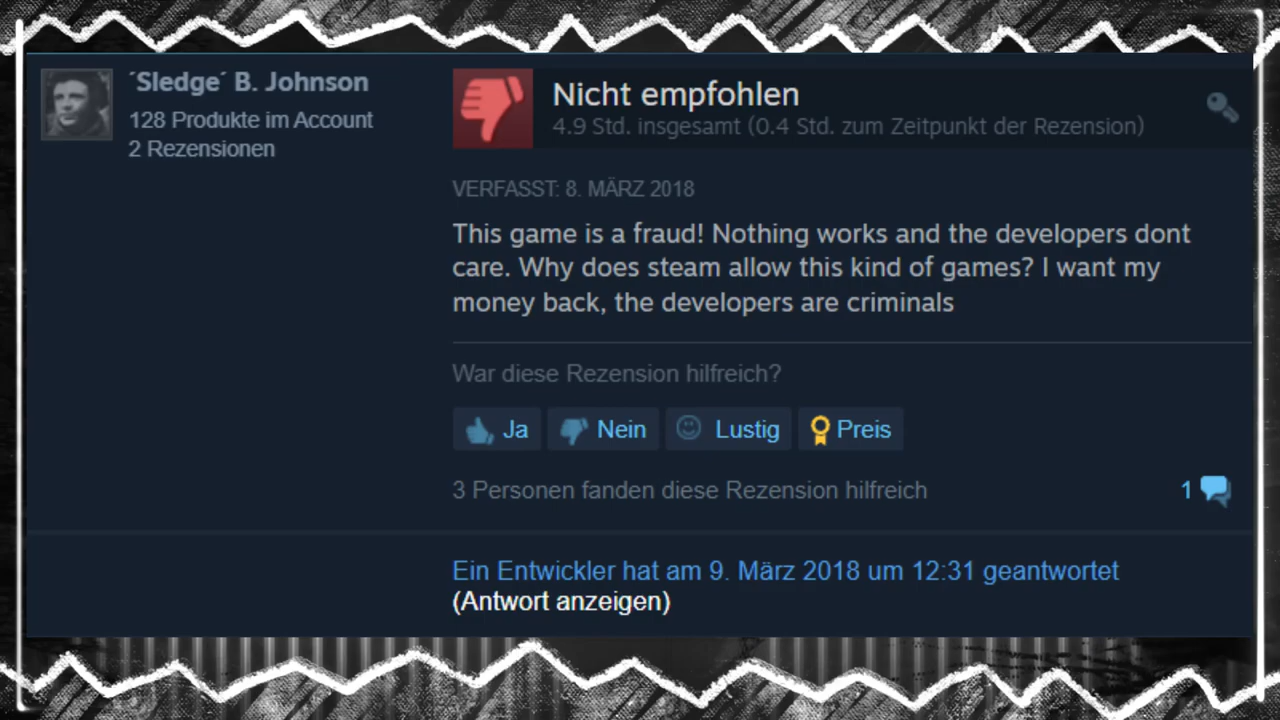 ´Sledge´ B. Johnson
128 Produkte im Account
2 Rezensionen
Nicht empfohlen
4.9 Std. insgesamt (0.4 Std. zum Zeitpunkt der Rezension)
VERFASST: 8. MÄRZ 2018
This game is a fraud! Nothing works and the developers dont
care. Why does steam allow this kind of games? I want my
money back, the developers are criminals
War diese Rezension hilfreich?
Ja Nein Lustig Preis
3 Personen fanden diese Rezension hilfreich
1
Ein Entwickler hat am 9. März 2018 um 12:31 geantwortet
(Antwort anzeigen)